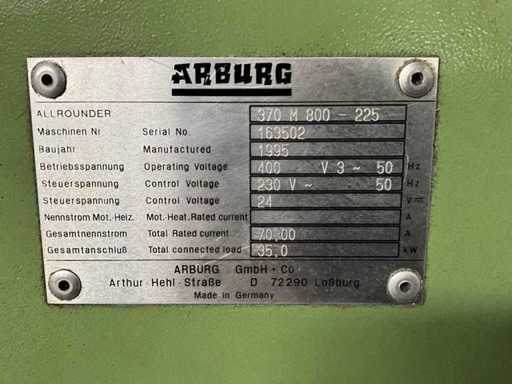 ARBURG
ALLROUNDER 370 M 800 - 225
Maschinen Nr Serial No 169502
Baujahr Manufactured 1995
Betriebsspannung Operating Voltage 400 V 3 ~ 50 Hz
Steuerspannung Control Voltage 230 V ~ 50 Hz
Steuerspannung Control Voltage 24 V⎓
Nennstrom Mot.-Heiz. Mot.-Heat. Rated current A
Gesamtnennstrom Total Rated current 70,00 A
Gesamtanschluß Total connected load 35,0 kW
ARBURG GmbH + Co
Arthur-Hehl-Straße D 72290 Loßburg
Made in Germany